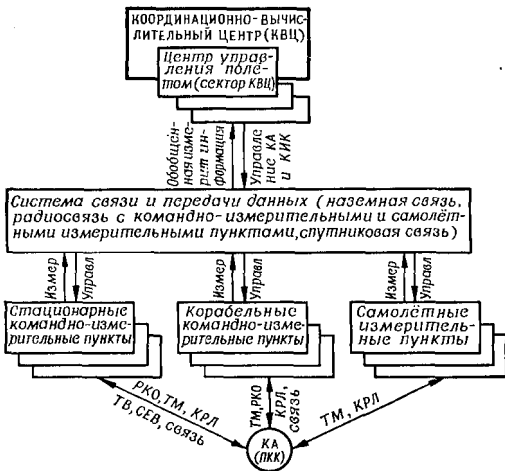 КООРДИНАЦИОННО-ВЫЧИС-
ЛИТЕЛЬНЫЙ ЦЕНТР (КВЦ)
Центр управ-
ления поле-
том (сектор КВЦ)
Обобщён-
ная изме-
рит ин-
формация
Управле
ние КА
и КИК
Система связи и передачи данных (наземная связь.
радиосвязь с командно-измерительными и самолёт-
ными измерительными пунктами, спутниковая связь)
Измер
Управл
Измер
Управл
Измер
Управл
Стационарные
командно-изме-
рительные пункты
Корабельные
командно-изме-
рительные пункты
Самолётные
измеритель-
ные пункты
РКО, ТМ, КРЛ
ТВ, СЕВ, связь
ТМ, РКО
КРЛ,
связь
ТМ, КРЛ
КА
(ПКК)